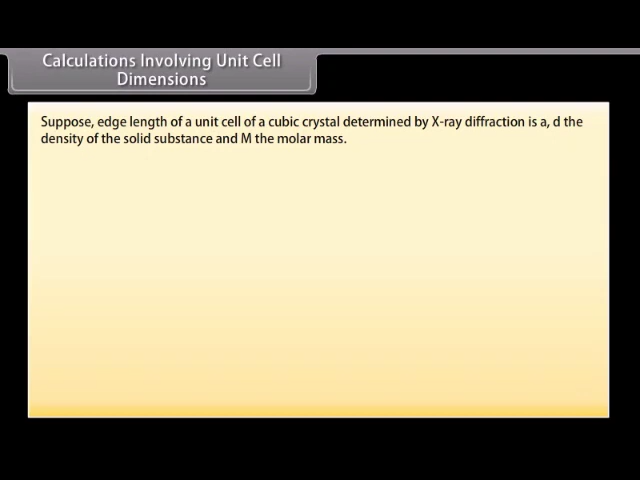 Calculations Involving Unit Cell
Dimensions
Suppose, edge length of a unit cell of a cubic crystal determined by X-ray diffraction is a, d the
density of the solid substance and M the molar mass.